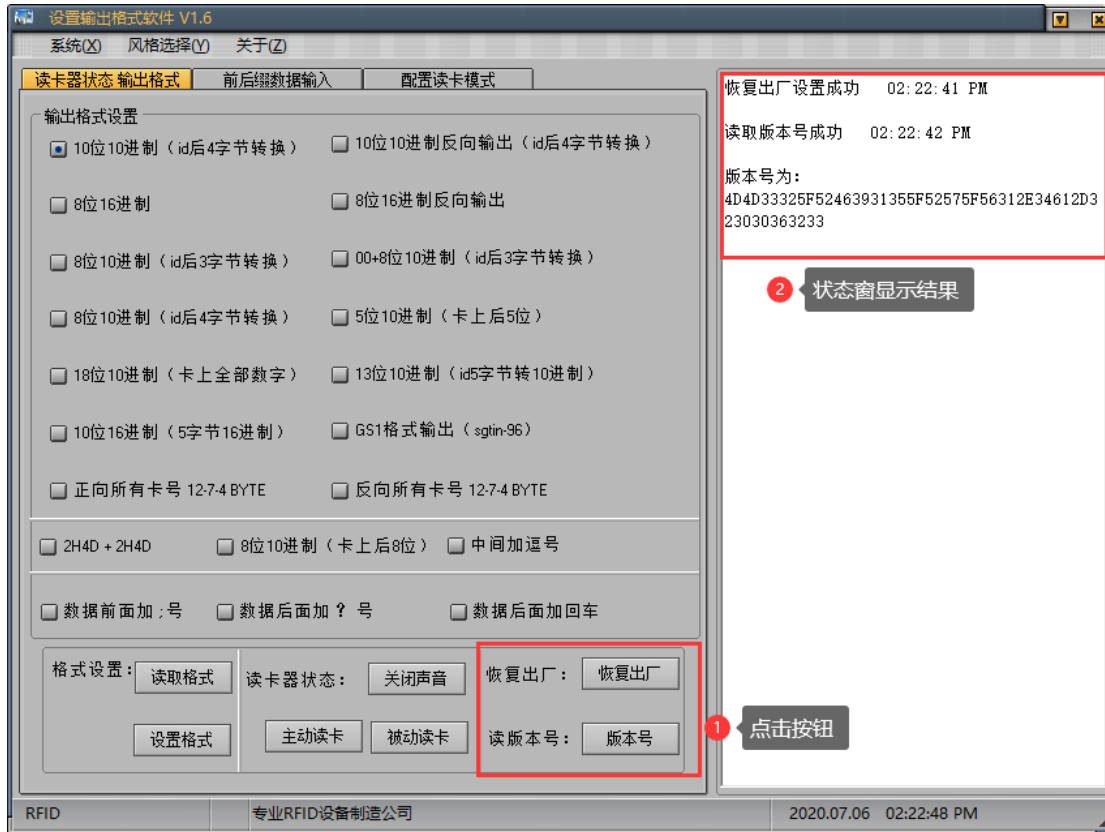 设置输出格式软件 V1.6
系统(X) 风格选择(Y) 关于(Z)
读卡器状态 输出格式 前后缀数据输入 配置读卡模式
输出格式设置
10位10进制（id后4字节转换） 10位10进制反向输出（id后4字节转换）
8位16进制 8位16进制反向输出
8位10进制（id后3字节转换） 00+8位10进制（id后3字节转换）
8位10进制（id后4字节转换） 5位10进制（卡上后5位）
18位10进制（卡上全部数字） 13位10进制（id5字节转10进制）
10位16进制（5字节16进制） GS1格式输出（sgtin-96）
正向所有卡号 12-7-4 BYTE 反向所有卡号 12-7-4 BYTE
2H4D + 2H4D 8位10进制（卡上后8位） 中间加逗号
数据前面加 ; 号 数据后面加 ? 号 数据后面加回车
格式设置: 读取格式 读卡器状态: 关闭声音 恢复出厂: 恢复出厂
设置格式 主动读卡 被动读卡 读版本号: 版本号
1 点击按钮
恢复出厂设置成功 02:22:41 PM
读取版本号成功 02:22:42 PM
版本号为:
4D4D33325F52463931355F52575F56312E34612D3
23030363233
2 状态窗显示结果
RFID 专业RFID设备制造公司 2020.07.06 02:22:48 PM